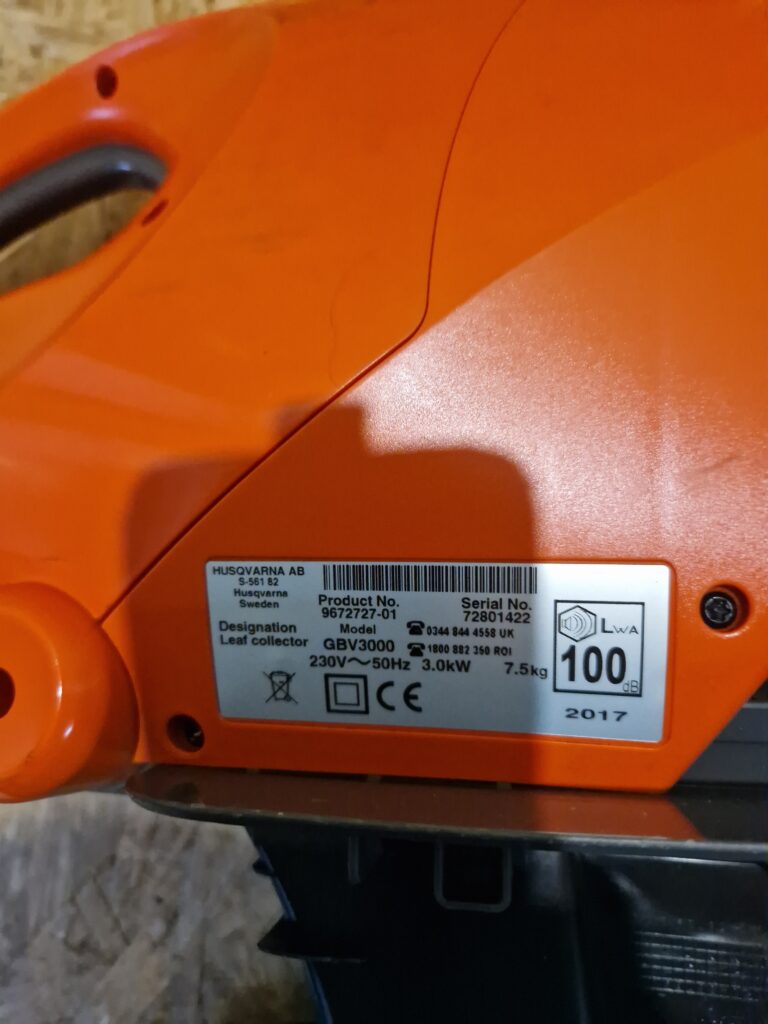 HUSQVARNA AB
S-561 82
Husqvarna
Sweden
Designation
Leaf collector
Product No.
9672727-01
Serial No.
72801422
Model
GBV3000
0344 844 4558 UK
1800 882 350 ROI
230V~50Hz 3.0kW 7.5kg
CE
LWA
100
dB
2017